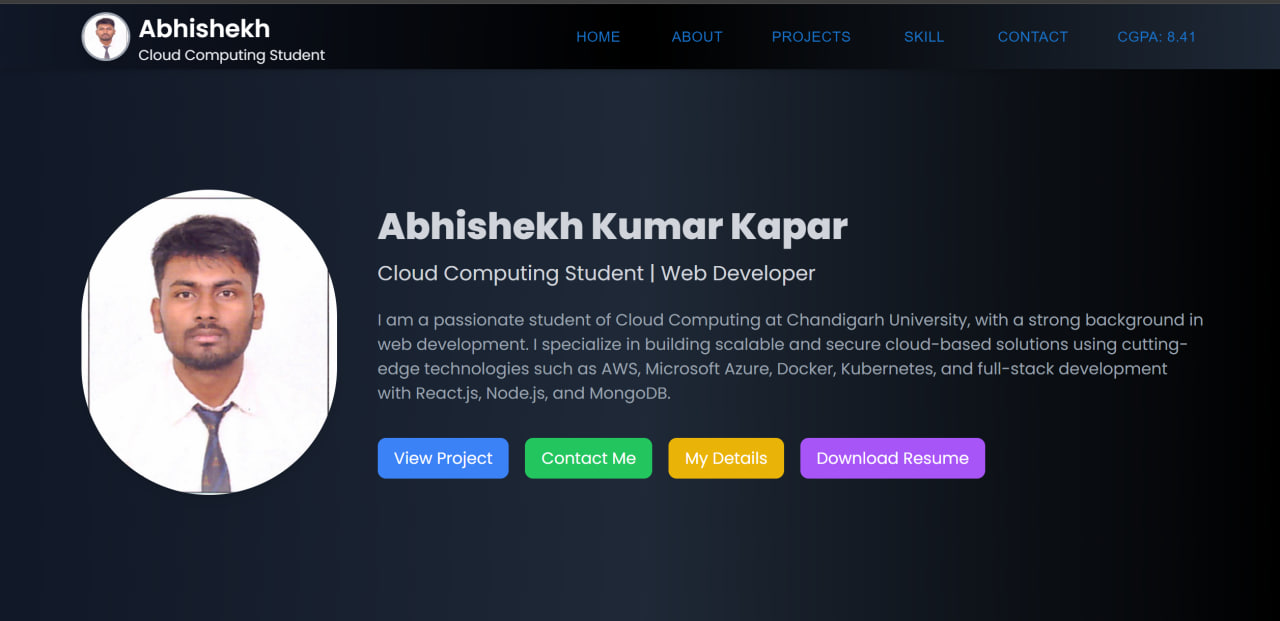 Abhishekh
Cloud Computing Student
HOME ABOUT PROJECTS SKILL CONTACT CGPA: 8.41
Abhishekh Kumar Kapar
Cloud Computing Student | Web Developer
I am a passionate student of Cloud Computing at Chandigarh University, with a strong background in
web development. I specialize in building scalable and secure cloud-based solutions using cutting-
edge technologies such as AWS, Microsoft Azure, Docker, Kubernetes, and full-stack development
with React.js, Node.js, and MongoDB.
View Project Contact Me My Details Download Resume